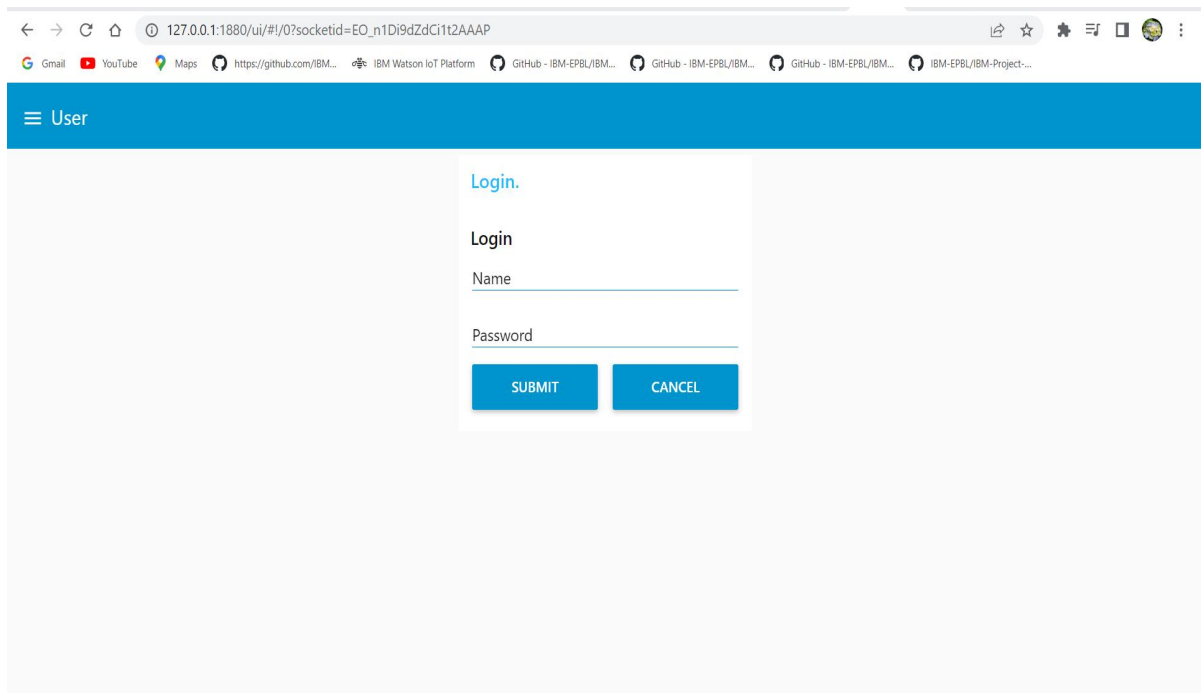 127.0.0.1:1880/ui/#!/0?socketid=EO_n1Di9dZdCi1t2AAAP
Gmail YouTube Maps https://github.com/IBM... IBM Watson IoT Platform GitHub - IBM-EPBL/IBM... GitHub - IBM-EPBL/IBM... GitHub - IBM-EPBL/IBM... IBM-EPBL/IBM-Project-...
User
Login.
Login
Name
Password
SUBMIT CANCEL